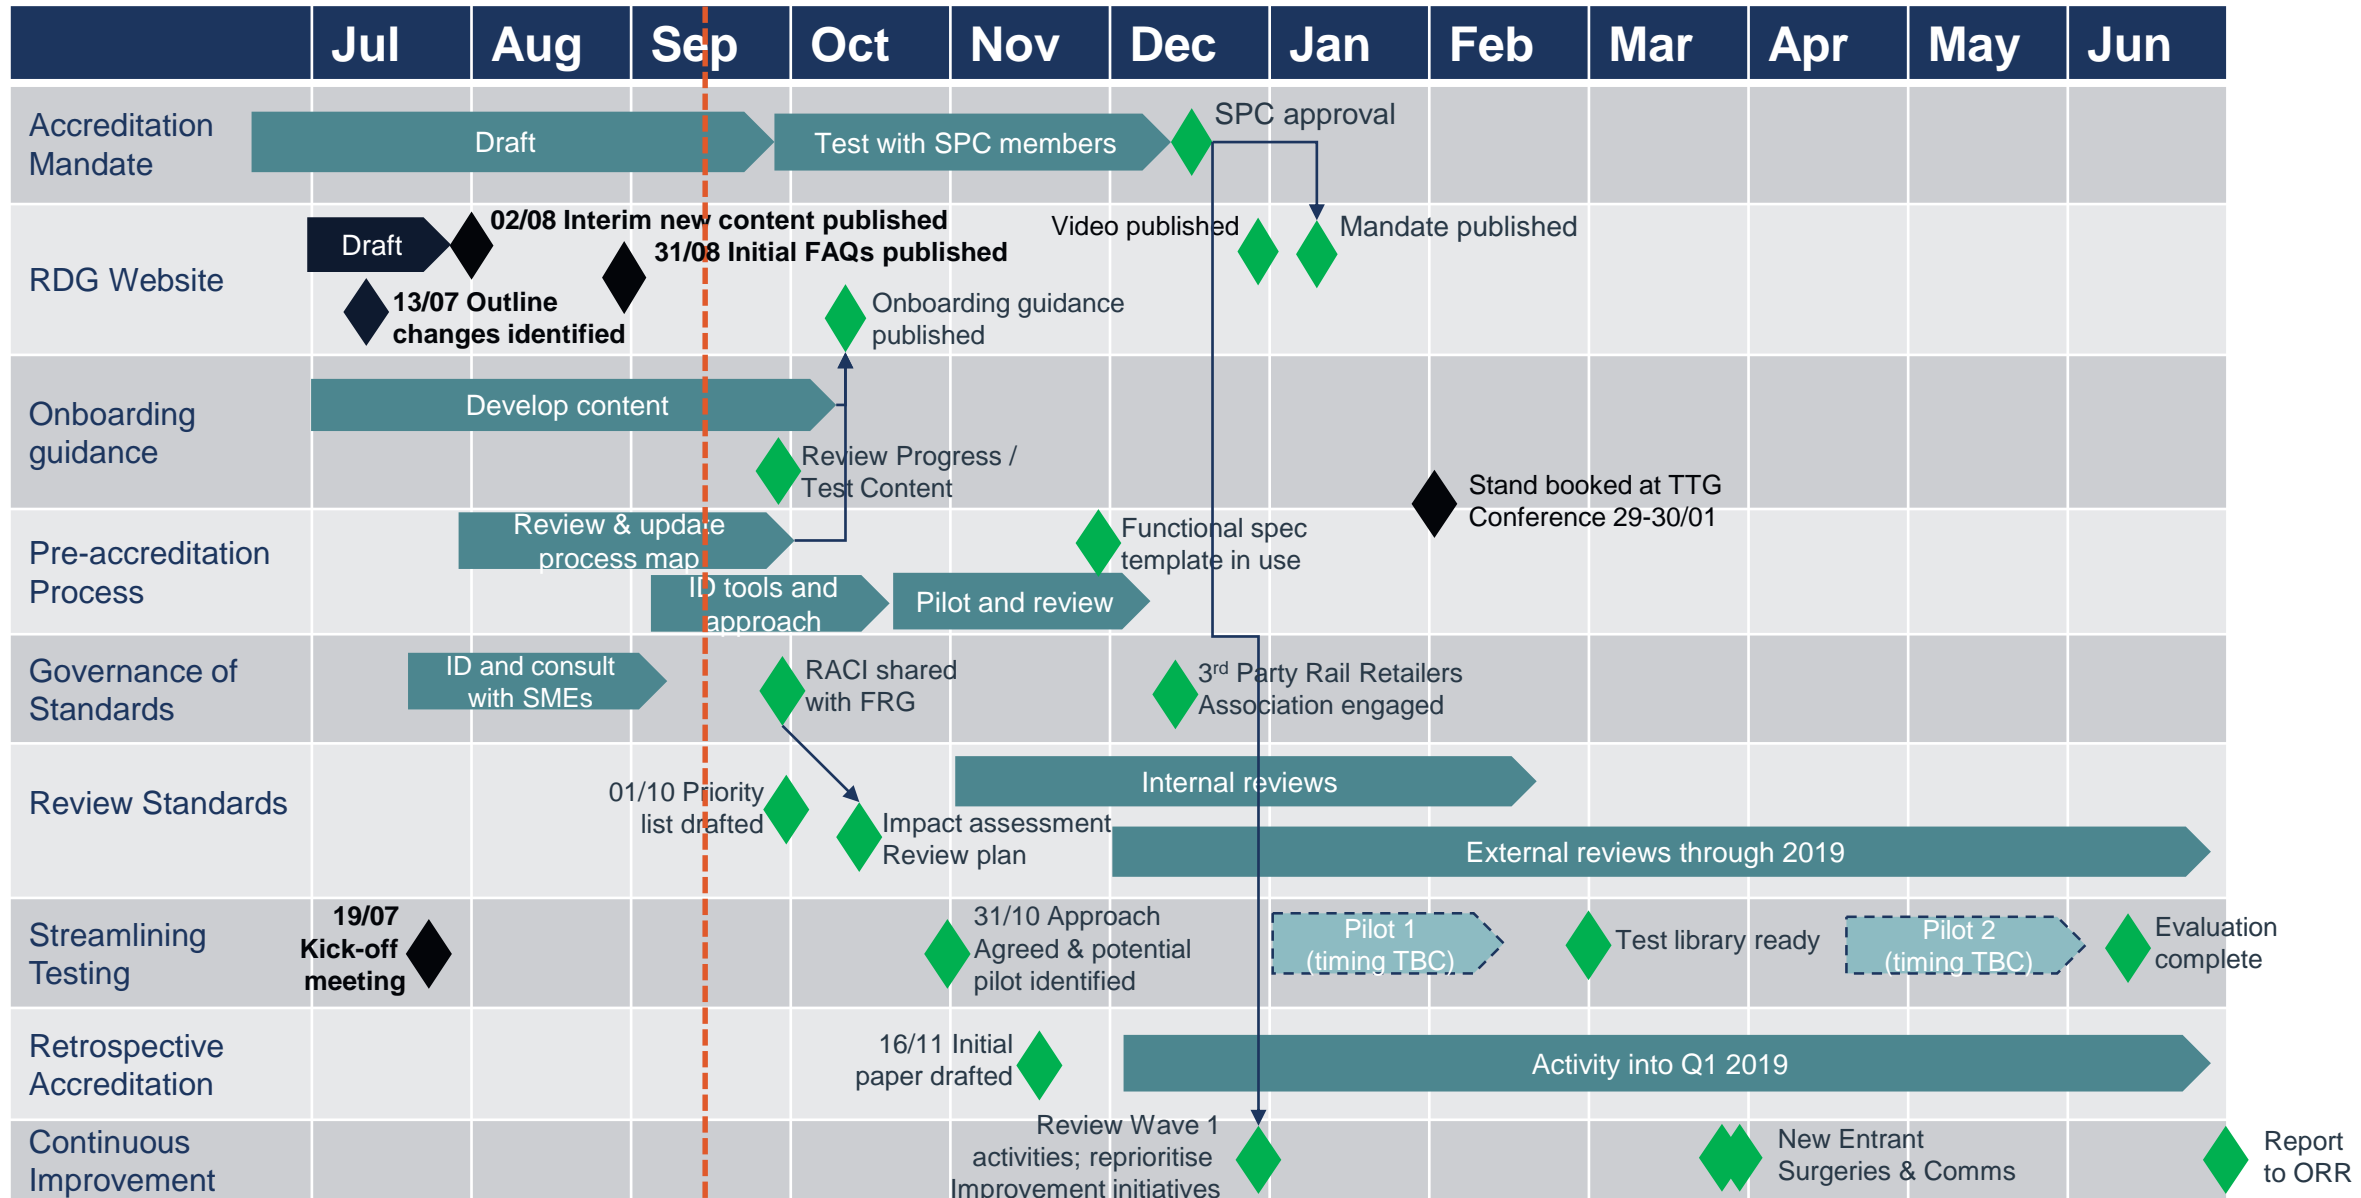 Jul Aug Sep Oct Nov Dec Jan Feb Mar Apr May Jun
Accreditation
Mandate
Draft
Test with SPC members
SPC approval
RDG Website
Draft
02/08 Interim new content published
31/08 Initial FAQs published
13/07 Outline
changes identified
Onboarding guidance
published
Video published
Mandate published
Onboarding
guidance
Develop content
Review Progress /
Test Content
Stand booked at TTG
Conference 29-30/01
Pre-accreditation
Process
Review & update
process map
ID tools and
approach
Pilot and review
Functional spec
template in use
Governance of
Standards
ID and consult
with SMEs
RACI shared
with FRG
3rd Party Rail Retailers
Association engaged
Review Standards
01/10 Priority
list drafted
Impact assessment
Review plan
Internal reviews
External reviews through 2019
Streamlining
Testing
19/07
Kick-off
meeting
31/10 Approach
Agreed & potential
pilot identified
Pilot 1
(timing TBC)
Test library ready
Pilot 2
(timing TBC)
Evaluation
complete
Retrospective
Accreditation
16/11 Initial
paper drafted
Activity into Q1 2019
Continuous
Improvement
Review Wave 1
activities; reprioritise
Improvement initiatives
New Entrant
Surgeries & Comms
Report
to ORR